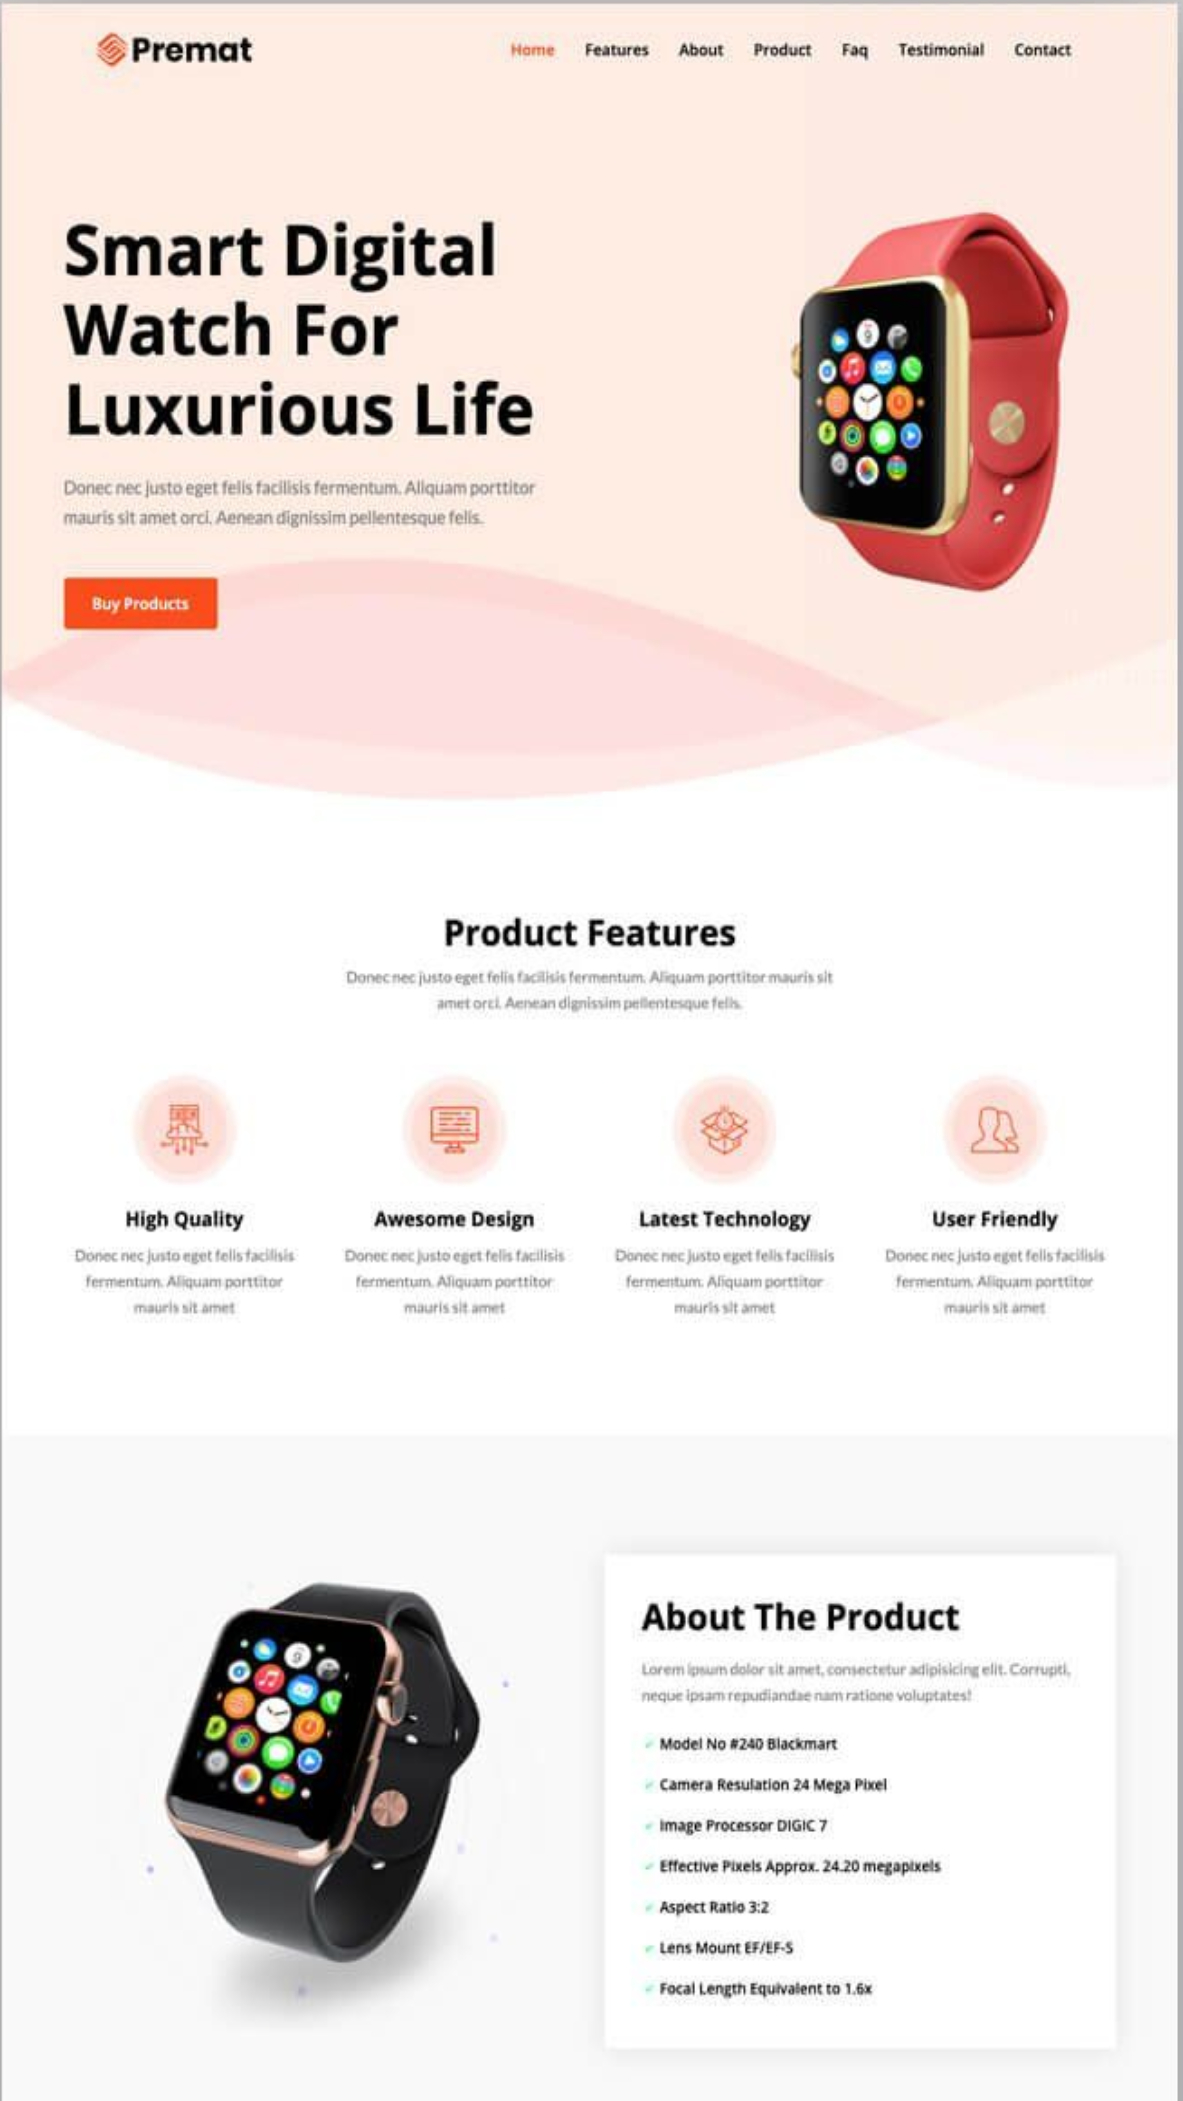 Premat
Home Features About Product Faq Testimonial Contact
Smart Digital
Watch For
Luxurious Life
Donec nec justo eget felis facilisis fermentum. Aliquam porttitor
mauris sit amet orci. Aenean dignissim pellentesque felis.
Buy Products
Product Features
Donec nec justo eget felis facilisis fermentum. Aliquam porttitor mauris sit
amet orci. Aenean dignissim pellentesque felis.
High Quality
Donec nec justo eget felis facilisis
fermentum. Aliquam porttitor
mauris sit amet
Awesome Design
Donec nec justo eget felis facilisis
fermentum. Aliquam porttitor
mauris sit amet
Latest Technology
Donec nec justo eget felis facilisis
fermentum. Aliquam porttitor
mauris sit amet
User Friendly
Donec nec justo eget felis facilisis
fermentum. Aliquam porttitor
mauris sit amet
About The Product
Lorem ipsum dolor sit amet, consectetur adipisicing elit. Corrupti,
neque ipsam repudiandae nam ratione voluptates!
Model No #240 Blackmart
Camera Resulation 24 Mega Pixel
Image Processor DIGIC 7
Effective Pixels Approx. 24.20 megapixels
Aspect Ratio 3:2
Lens Mount EF/EF-S
Focal Length Equivalent to 1.6x